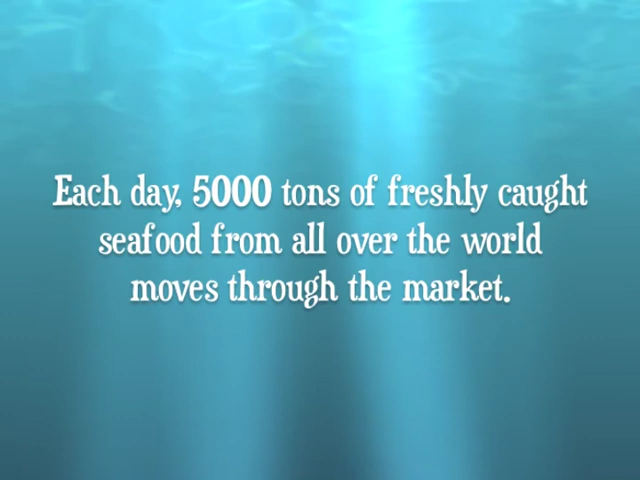 Each day, 5000 tons of freshly caught
seafood from all over the world
moves through the market.